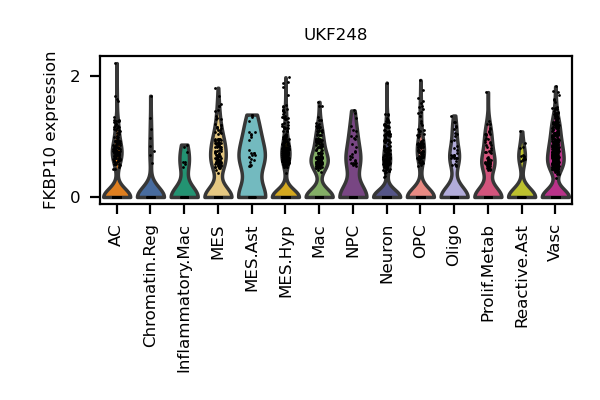 UKF248
FKBP10 expression
2
0
AC
Chromatin.Reg
Inflammatory.Mac
MES
MES.Ast
MES.Hyp
Mac
NPC
Neuron
OPC
Oligo
Prolif.Metab
Reactive.Ast
Vasc